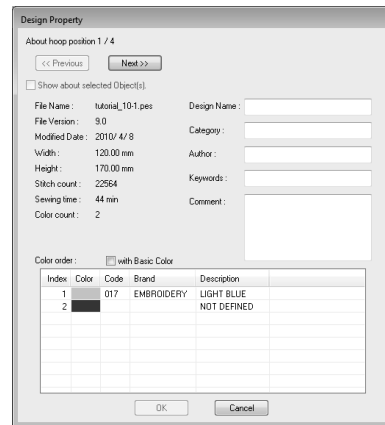 Design Property
About hoop position 1 / 4
<< Previous Next >>
Show about selected Object(s).
File Name : tutorial_10-1.pes Design Name :
File Version : 9.0
Modified Date : 2010/ 4/ 8 Category :
Width : 120.00 mm Author :
Height : 170.00 mm
Stitch count : 22564 Keywords :
Sewing time : 44 min Comment :
Color count : 2
Color order : with Basic Color
Index Color Code Brand Description
1 017 EMBROIDERY LIGHT BLUE
2 NOT DEFINED
OK Cancel